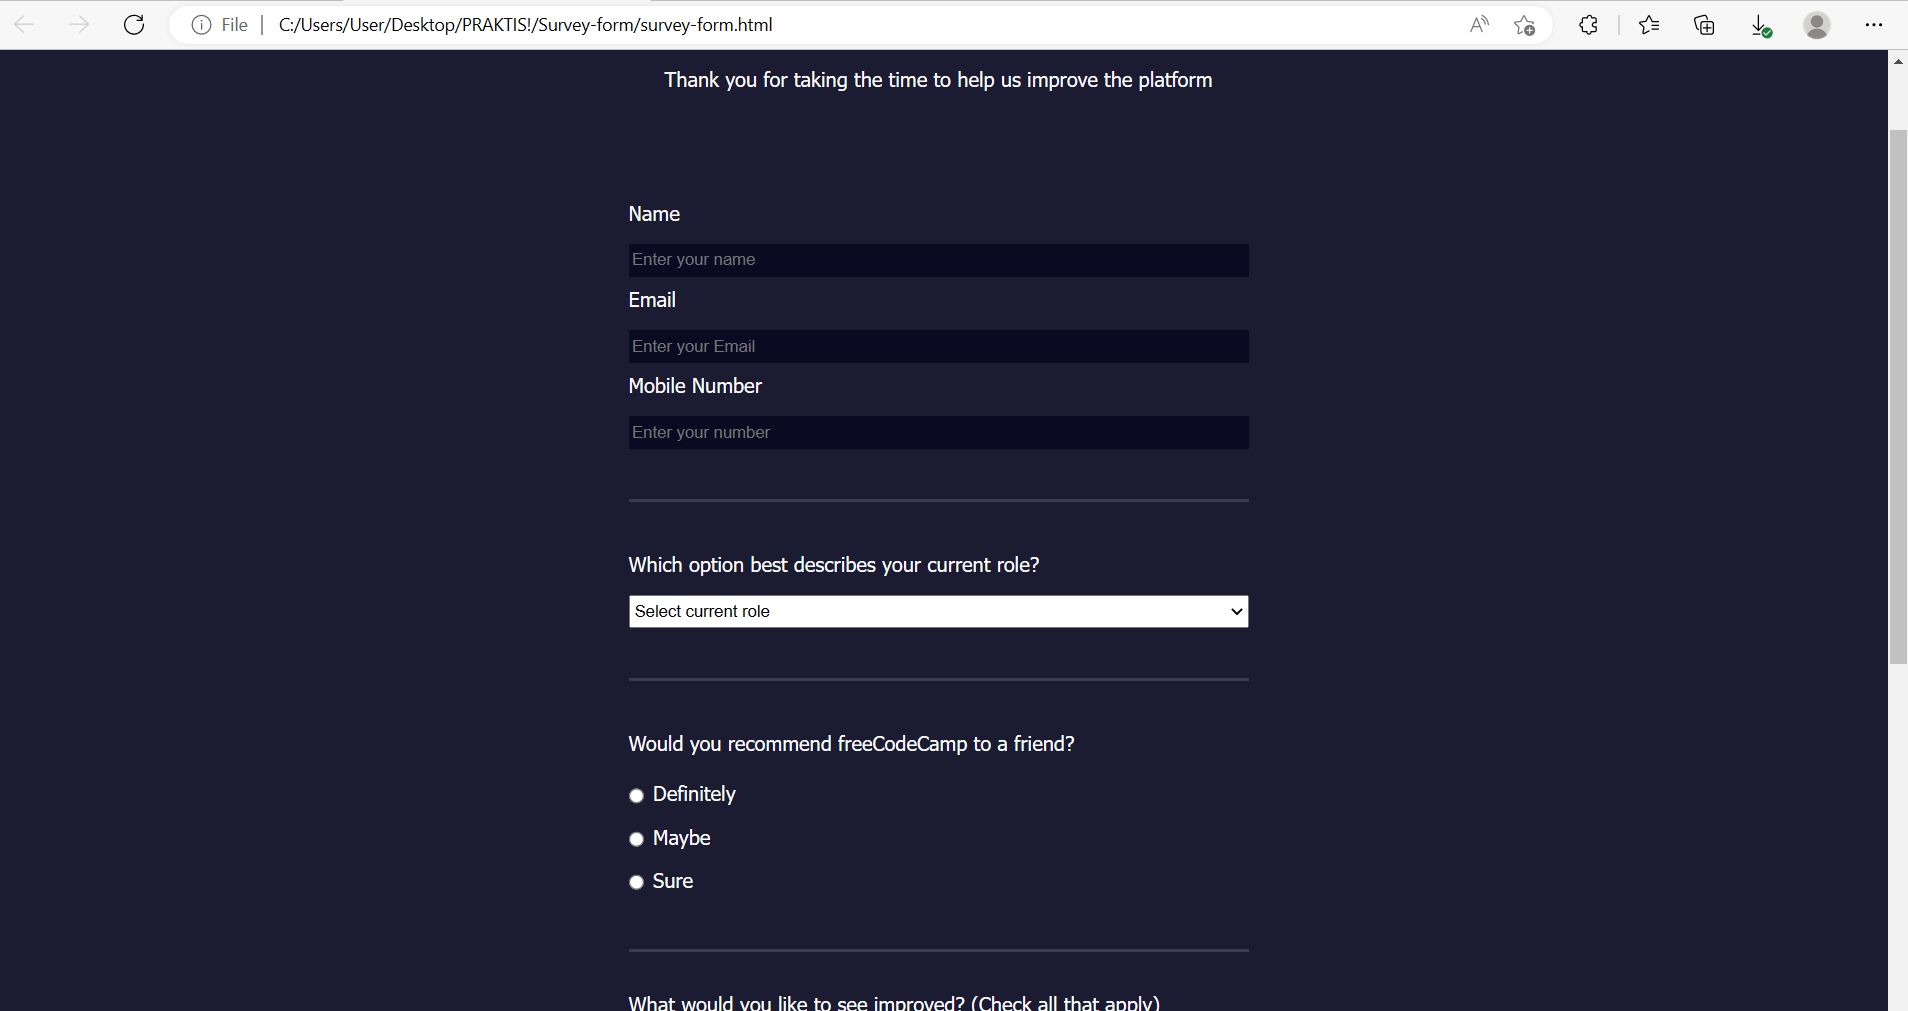 File C:/Users/User/Desktop/PRAKTIS!/Survey-form/survey-form.html
Thank you for taking the time to help us improve the platform
Name
Enter your name
Email
Enter your Email
Mobile Number
Enter your number
Which option best describes your current role?
Select current role
Would you recommend freeCodeCamp to a friend?
Definitely
Maybe
Sure
What would you like to see improved? (Check all that apply)